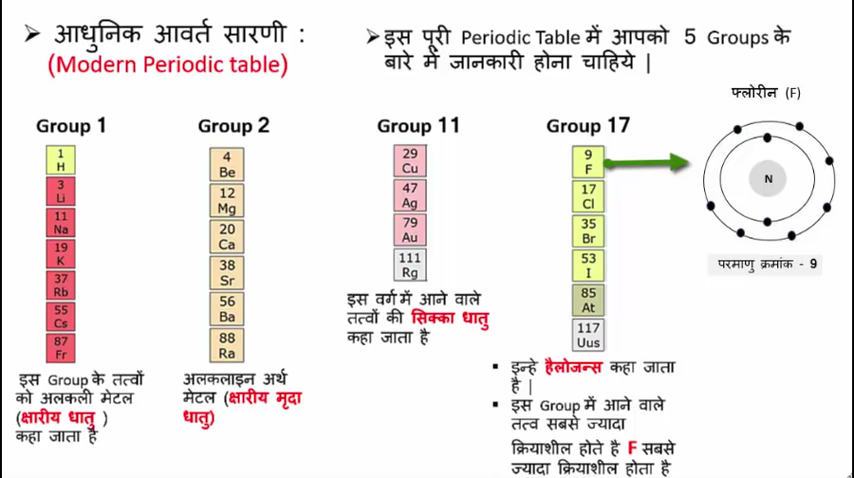 ➢ आधुनिक आवर्त सारणी :
(Modern Periodic table)
➢ इस पूरी Periodic Table में आपको 5 Groups के
बारे में जानकारी होना चाहिये |
Group 1
1
H
3
Li
11
Na
19
K
37
Rb
55
Cs
87
Fr
इस Group के तत्वों
को अलकली मेटल
(क्षारीय धातु )
कहा जाता है
Group 2
4
Be
12
Mg
20
Ca
38
Sr
56
Ba
88
Ra
अलकलाइन अर्थ
मेटल (क्षारीय मृदा
धातु)
Group 11
29
Cu
47
Ag
79
Au
111
Rg
इस वर्ग में आने वाले
तत्वों की सिक्का धातु
कहा जाता है
Group 17
9
F
17
Cl
35
Br
53
I
85
At
117
Uus
▪ इन्हे हैलोजन्स कहा जाता
है |
▪ इस Group में आने वाले
तत्व सबसे ज्यादा
क्रियाशील होते है F सबसे
ज्यादा क्रियाशील होता है
फ्लोरीन (F)
N
परमाणु क्रमांक - 9